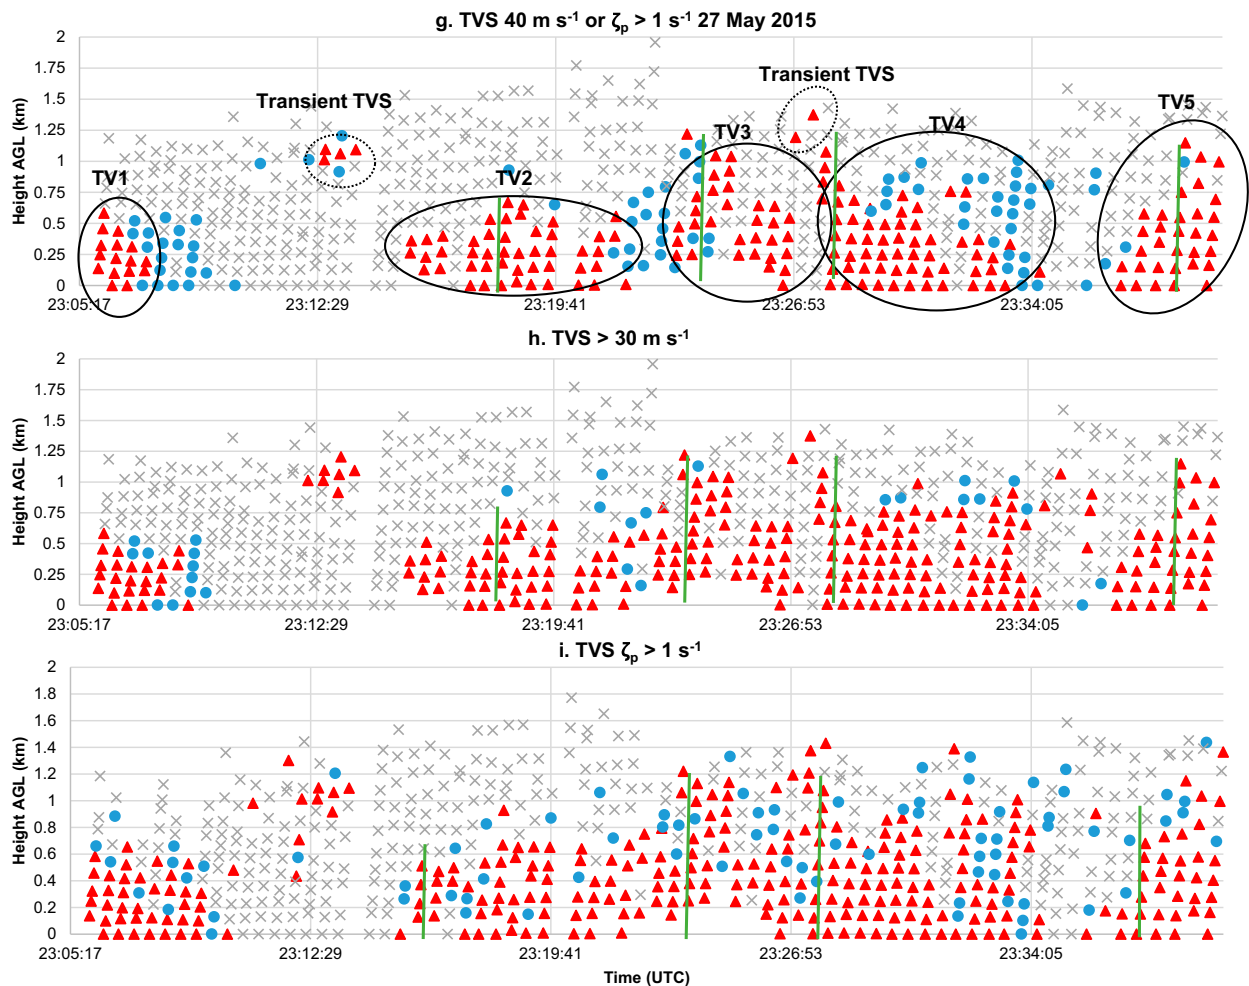 g. TVS 40 m s⁻¹ or ζₚ > 1 s⁻¹ 27 May 2015
2
1.75
1.5
1.25
1
0.75
0.5
0.25
0
Height AGL (km)
Transient TVS
Transient TVS
TV1
TV2
TV3
TV4
TV5
23:05:17 23:12:29 23:19:41 23:26:53 23:34:05
h. TVS > 30 m s⁻¹
2
1.75
1.5
1.25
1
0.75
0.5
0.25
0
Height AGL (km)
23:05:17 23:12:29 23:19:41 23:26:53 23:34:05
i. TVS ζₚ > 1 s⁻¹
2
1.8
1.6
1.4
1.2
1
0.8
0.6
0.4
0.2
0
Height AGL (km)
23:05:17 23:12:29 23:19:41 23:26:53 23:34:05
Time (UTC)